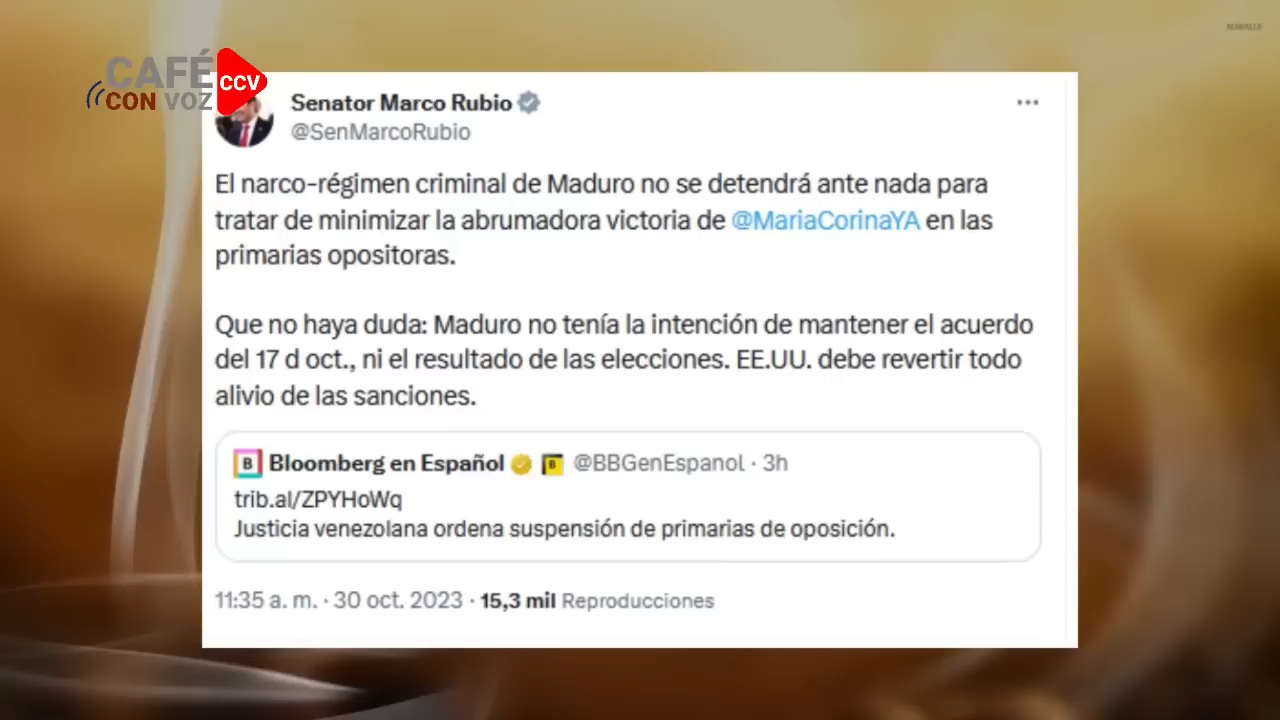 CAFÉ
CON VOZ
CCV
Senator Marco Rubio
@SenMarcoRubio
El narco-régimen criminal de Maduro no se detendrá ante nada para
tratar de minimizar la abrumadora victoria de @MariaCorinaYA en las
primarias opositoras.
Que no haya duda: Maduro no tenía la intención de mantener el acuerdo
del 17 d oct., ni el resultado de las elecciones. EE.UU. debe revertir todo
alivio de las sanciones.
B Bloomberg en Español B @BBGenEspanol · 3h
trib.al/ZPYHoWq
Justicia venezolana ordena suspensión de primarias de oposición.
11:35 a. m. · 30 oct. 2023 · 15,3 mil Reproducciones